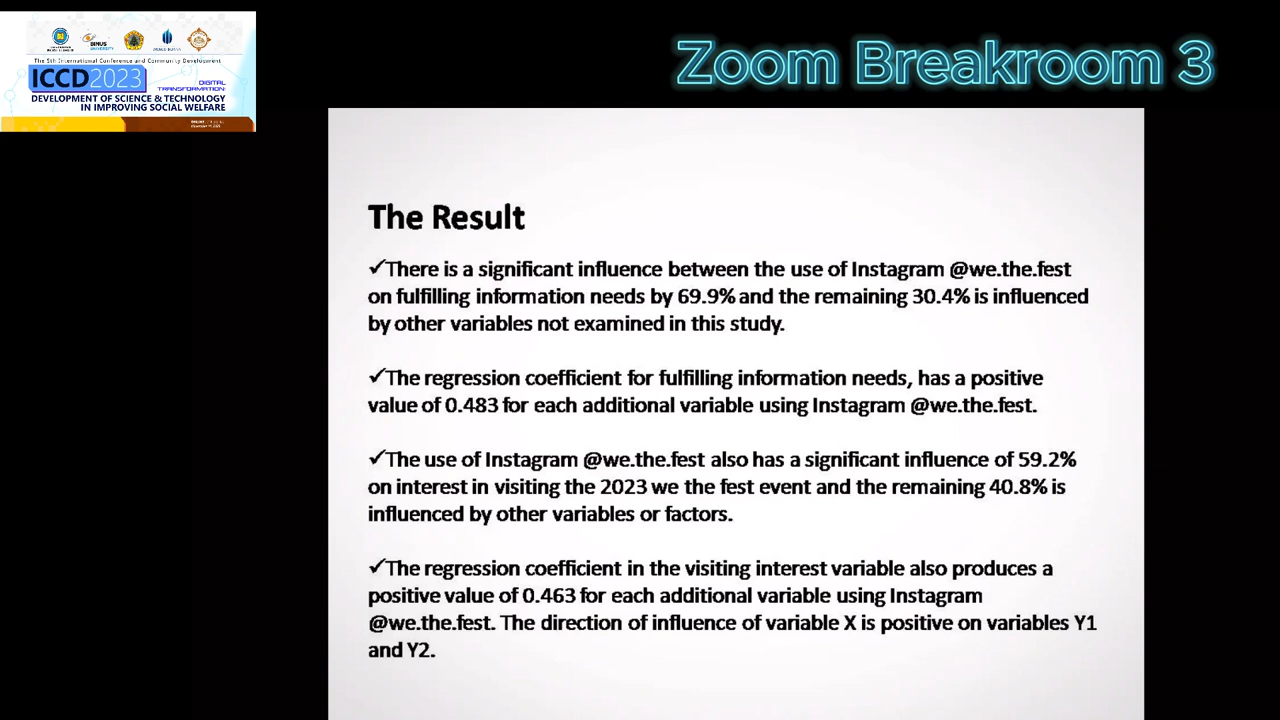 The 5th International Conference and Community Development
ICCD2023
DIGITAL
TRANSFORMATION:
DEVELOPMENT OF SCIENCE & TECHNOLOGY
IN IMPROVING SOCIAL WELFARE
Zoom Breakroom 3
The Result
✓There is a significant influence between the use of Instagram @we.the.fest
on fulfilling information needs by 69.9% and the remaining 30.4% is influenced
by other variables not examined in this study.
✓The regression coefficient for fulfilling information needs, has a positive
value of 0.483 for each additional variable using Instagram @we.the.fest.
✓The use of Instagram @we.the.fest also has a significant influence of 59.2%
on interest in visiting the 2023 we the fest event and the remaining 40.8% is
influenced by other variables or factors.
✓The regression coefficient in the visiting interest variable also produces a
positive value of 0.463 for each additional variable using Instagram
@we.the.fest. The direction of influence of variable X is positive on variables Y1
and Y2.